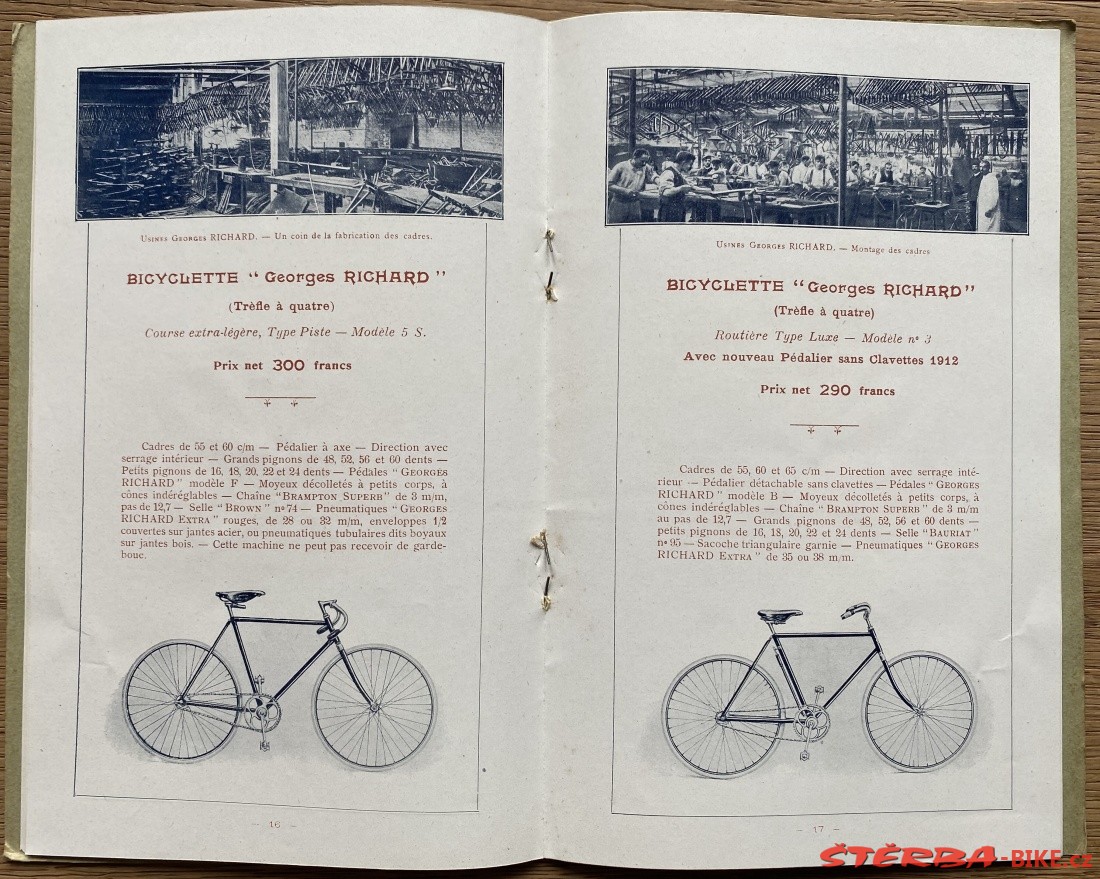 Usines Georges RICHARD. — Un coin de la fabrication des cadres.
BICYCLETTE “ Georges RICHARD ”
(Trèfle à quatre)
Course extra-légère, Type Piste — Modèle 5 S.
Prix net 300 francs
Cadres de 55 et 60 c/m — Pédalier à axe — Direction avec
serrage intérieur — Grands pignons de 48, 52, 56 et 60 dents —
Petits pignons de 16, 18, 20, 22 et 24 dents — Pédales “ GEORGES
RICHARD ” modèle F — Moyeux décolletés à petits corps, à
cônes indéréglables — Chaîne “BRAMPTON SUPERB” de 3 m/m,
pas de 12,7 — Selle “BROWN” nº 74 — Pneumatiques “ GEORGES
RICHARD EXTRA ” rouges, de 28 ou 32 m/m, enveloppes 1/2
couvertes sur jantes acier, ou pneumatiques tubulaires dits boyaux
sur jantes bois. — Cette machine ne peut pas recevoir de garde-
boue.
— 16 —
Usines Georges RICHARD. — Montage des cadres
BICYCLETTE “ Georges RICHARD ”
(Trèfle à quatre)
Routière Type Luxe — Modèle nº 3
Avec nouveau Pédalier sans Clavettes 1912
Prix net 290 francs
Cadres de 55, 60 et 65 c/m — Direction avec serrage inté-
rieur — Pédalier détachable sans clavettes — Pédales “ GEORGES
RICHARD ” modèle B — Moyeux décolletés à petits corps, à
cônes indéréglables — Chaîne “ BRAMPTON SUPERB ” de 3 m/m
au pas de 12,7 — Grands pignons de 48, 52, 56 et 60 dents —
petits pignons de 16, 18, 20, 22 et 24 dents — Selle “ BAURIAT ”
nº 95 — Sacoche triangulaire garnie — Pneumatiques “ GEORGES
RICHARD EXTRA ” de 35 ou 38 m/m.
— 17 —
ŠTĚRBA-BIKE.cz